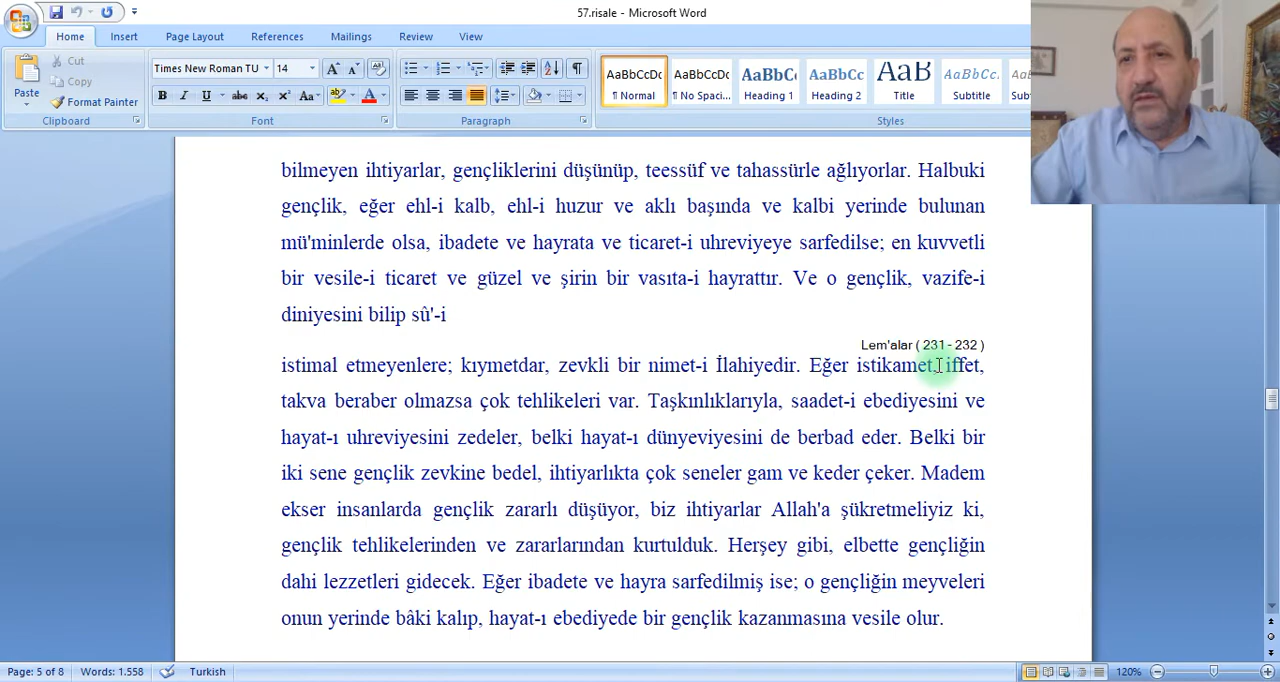 57.risale - Microsoft Word
Home Insert Page Layout References Mailings Review View
Cut
Copy
Format Painter
Paste
Clipboard
Times New Roman TU 14
Font
Paragraph
AaBbCcDc AaBbCcDc AaBbC AaBbCc AaB AaBbCc.
¶ Normal ¶ No Spaci... Heading 1 Heading 2 Title Subtitle
Styles
bilmeyen ihtiyarlar, gençliklerini düşünüp, teessüf ve tahassürle ağlıyorlar. Halbuki
gençlik, eğer ehl-i kalb, ehl-i huzur ve aklı başında ve kalbi yerinde bulunan
mü'minlerde olsa, ibadete ve hayrata ve ticaret-i uhreviyeye sarfedilse; en kuvvetli
bir vesile-i ticaret ve güzel ve şirin bir vasıta-i hayrattır. Ve o gençlik, vazife-i
diniyesini bilip sû'-i
Lem'alar ( 231 - 232 )
istimal etmeyenlere; kıymetdar, zevkli bir nimet-i İlahiyedir. Eğer istikamet, iffet,
takva beraber olmazsa çok tehlikeleri var. Taşkınlıklarıyla, saadet-i ebediyesini ve
hayat-ı uhreviyesini zedeler, belki hayat-ı dünyeviyesini de berbad eder. Belki bir
iki sene gençlik zevkine bedel, ihtiyarlıkta çok seneler gam ve keder çeker. Madem
ekser insanlarda gençlik zararlı düşüyor, biz ihtiyarlar Allah'a şükretmeliyiz ki,
gençlik tehlikelerinden ve zararlarından kurtulduk. Herşey gibi, elbette gençliğin
dahi lezzetleri gidecek. Eğer ibadete ve hayra sarfedilmiş ise; o gençliğin meyveleri
onun yerinde bâki kalıp, hayat-ı ebediyede bir gençlik kazanmasına vesile olur.
Page: 5 of 8 Words: 1.558 Turkish 120%